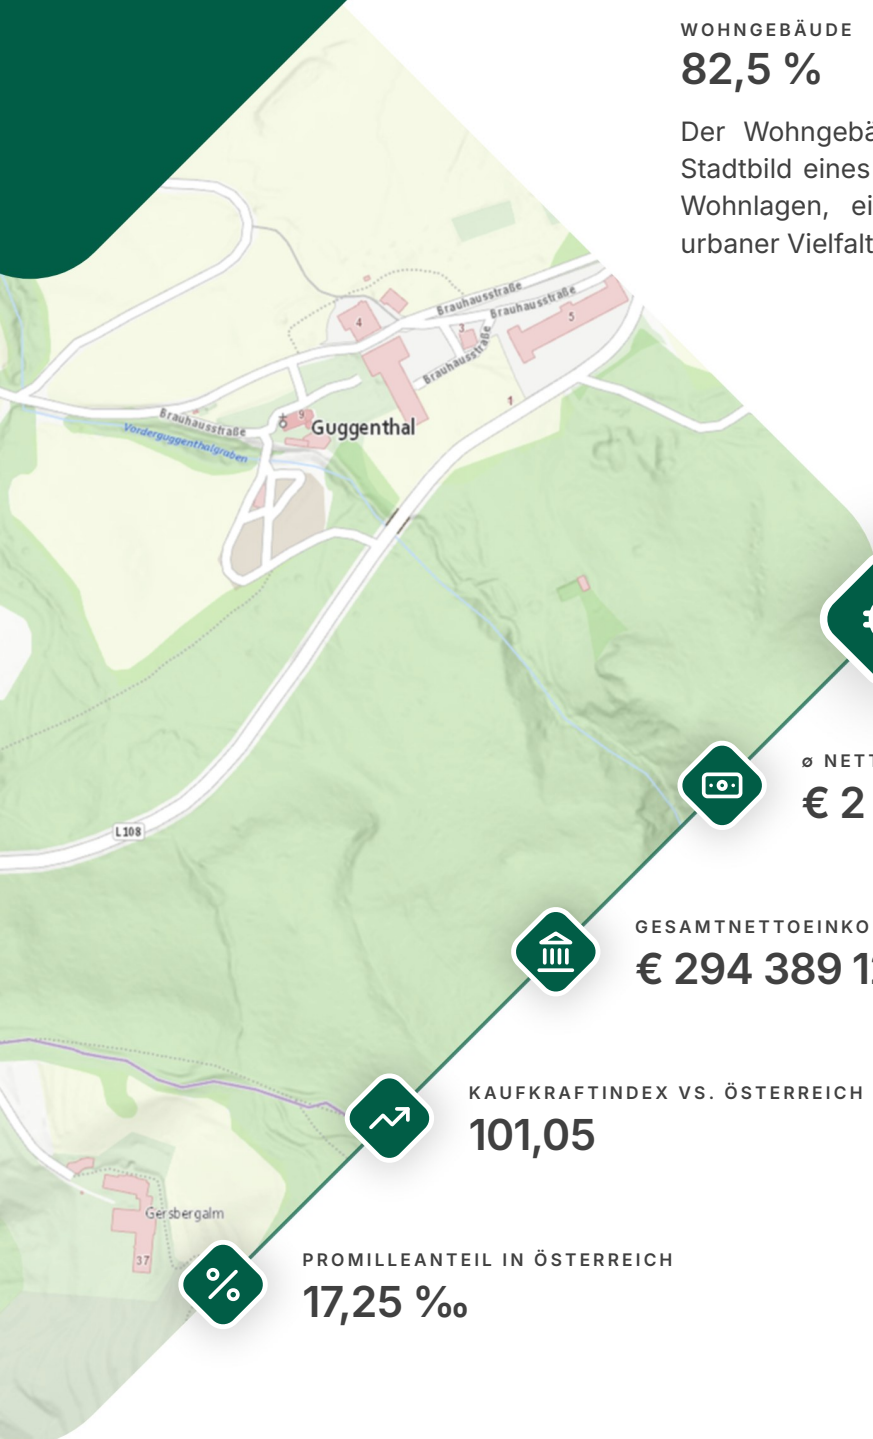 WOHNGEBÄUDE
82,5 %
Der Wohngebä
Stadtbild eines
Wohnlagen, ei
urbaner Vielfalt
Brauhausstraße
Brauhausstraße
4
3
5
Brauhausstraße
1
9
Brauhausstraße
Guggenthal
Vorderguggenthalgraben
ø NETT
€ 2
L108
GESAMTNETTOEINKO
€ 294 389 1
KAUFKRAFTINDEX VS. ÖSTERREICH
101,05
Gersbergalm
37
PROMILLEANTEIL IN ÖSTERREICH
17,25 ‰